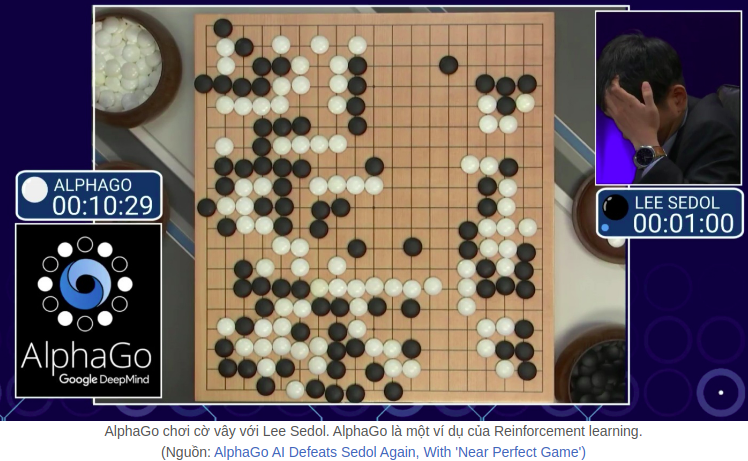 ALPHAGO
00:10:29
LEE SEDOL
00:01:00
AlphaGo
Google DeepMind
AlphaGo chơi cờ vây với Lee Sedol. AlphaGo là một ví dụ của Reinforcement learning.
(Nguồn: AlphaGo AI Defeats Sedol Again, With 'Near Perfect Game')